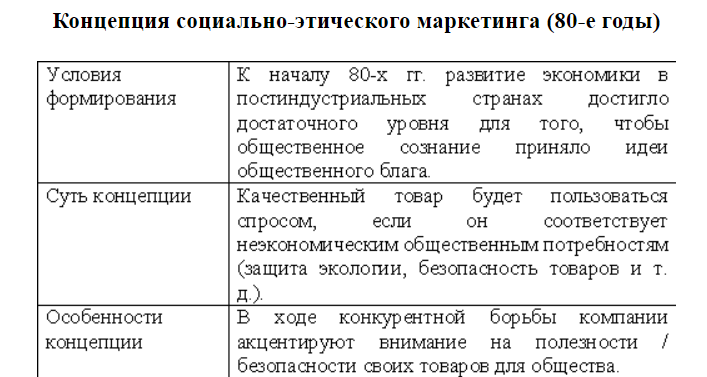 Концепция социально-этического маркетинга (80-е годы)
Условия формирования
К началу 80-х гг. развитие экономики в
постиндустриальных странах достигло
достаточного уровня для того, чтобы
общественное сознание приняло идеи
общественного блага.
Суть концепции
Качественный товар будет пользоваться
спросом, если он соответствует
неэкономическим общественным потребностям
(защита экологии, безопасность товаров и т.
д.).
Особенности
концепции
В ходе конкурентной борьбы компании
акцентируют внимание на полезности /
безопасности своих товаров для общества.